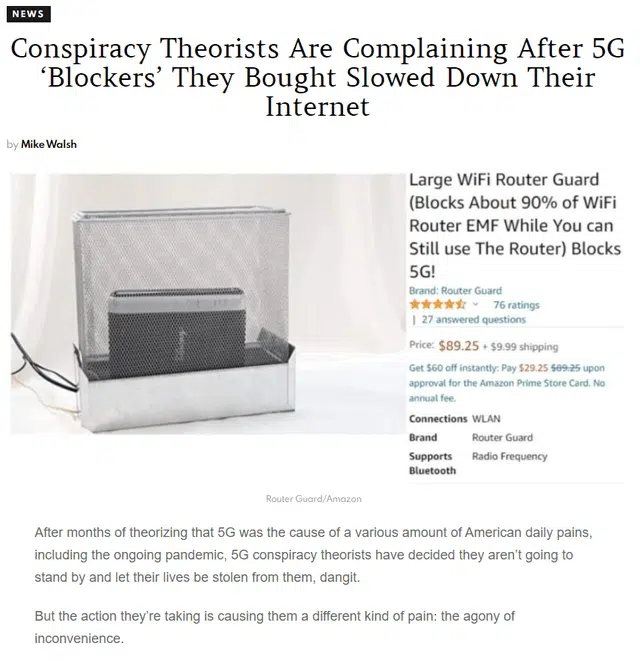 NEWS
Conspiracy Theorists Are Complaining After 5G
‘Blockers’ They Bought Slowed Down Their
Internet
by Mike Walsh
Large WiFi Router Guard
(Blocks About 90% of WiFi
Router EMF While You can
Still use The Router) Blocks
5G!
Brand: Router Guard
76 ratings
| 27 answered questions
Price: $89.25 + $9.99 shipping
Get $60 off instantly: Pay $29.25 $89.25 upon
approval for the Amazon Prime Store Card. No
annual fee.
Connections WLAN
Brand Router Guard
Supports Radio Frequency
Bluetooth
Router Guard/Amazon
After months of theorizing that 5G was the cause of a various amount of American daily pains,
including the ongoing pandemic, 5G conspiracy theorists have decided they aren’t going to
stand by and let their lives be stolen from them, dangit.
But the action they’re taking is causing them a different kind of pain: the agony of
inconvenience.